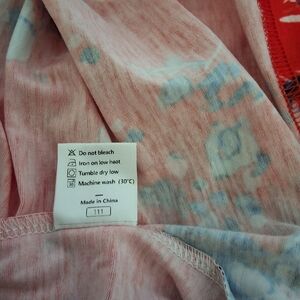 Do not bleach
Iron on low heat
Tumble dry low
Machine wash (30°C)
Made in China
111